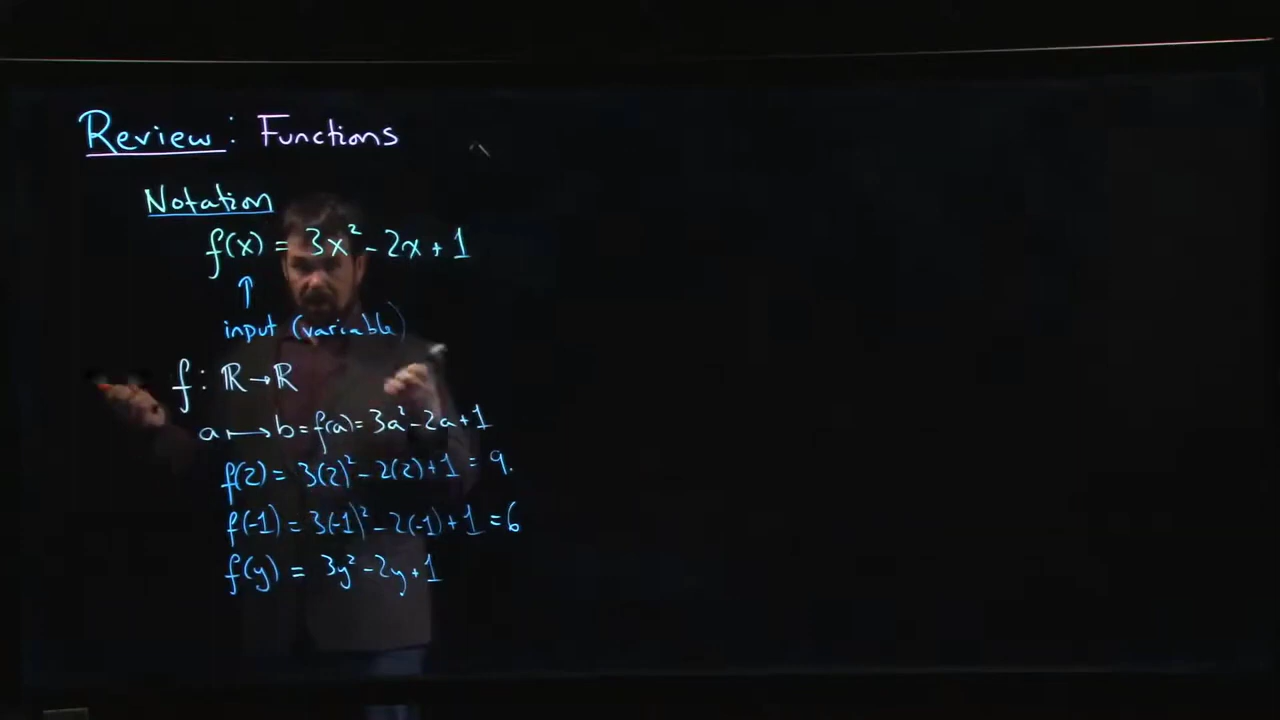 Review: Functions
Notation
f(x) = 3x² - 2x + 1
↑
input (variable)
f: ℝ→ℝ
a ⟼ b = f(a) = 3a² - 2a + 1
f(2) = 3(2)² - 2(2) + 1 = 9.
f(-1) = 3(-1)² - 2(-1) + 1 = 6
f(y) = 3y² - 2y + 1